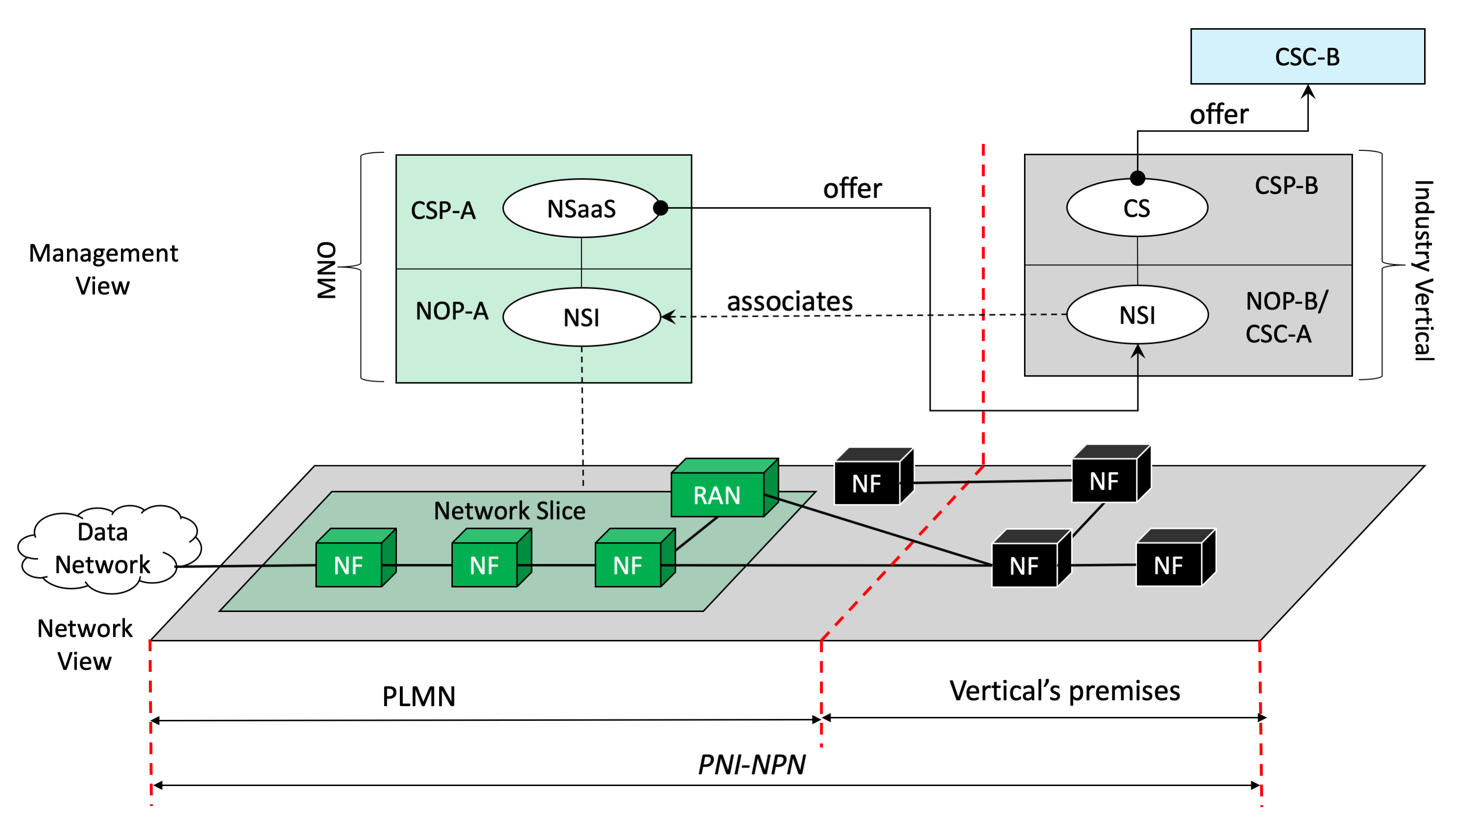 CSC-B
offer
CSP-A
NSaaS
offer
CS
CSP-B
Management
View
MNO
NOP-A
NSI
associates
NSI
NOP-B/
CSC-A
Industry Vertical
RAN
NF
NF
Network Slice
Data
Network
NF
NF
NF
NF
NF
Network
View
PLMN
Vertical's premises
PNI-NPN